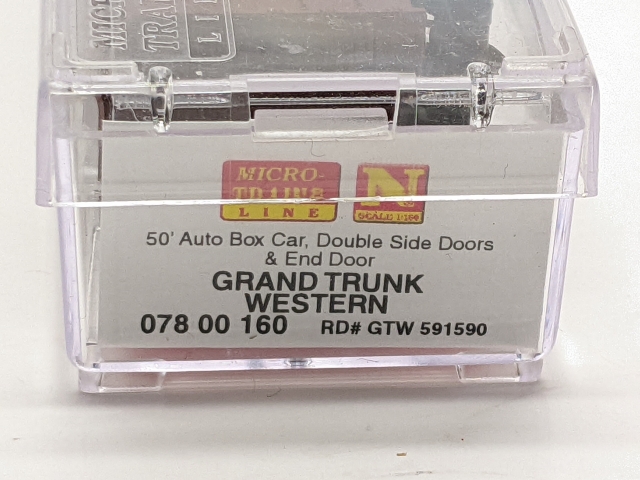 MICRO-
TRAINS
LINE
N
SCALE 1:160
50' Auto Box Car, Double Side Doors
& End Door
GRAND TRUNK
WESTERN
078 00 160 RD# GTW 591590